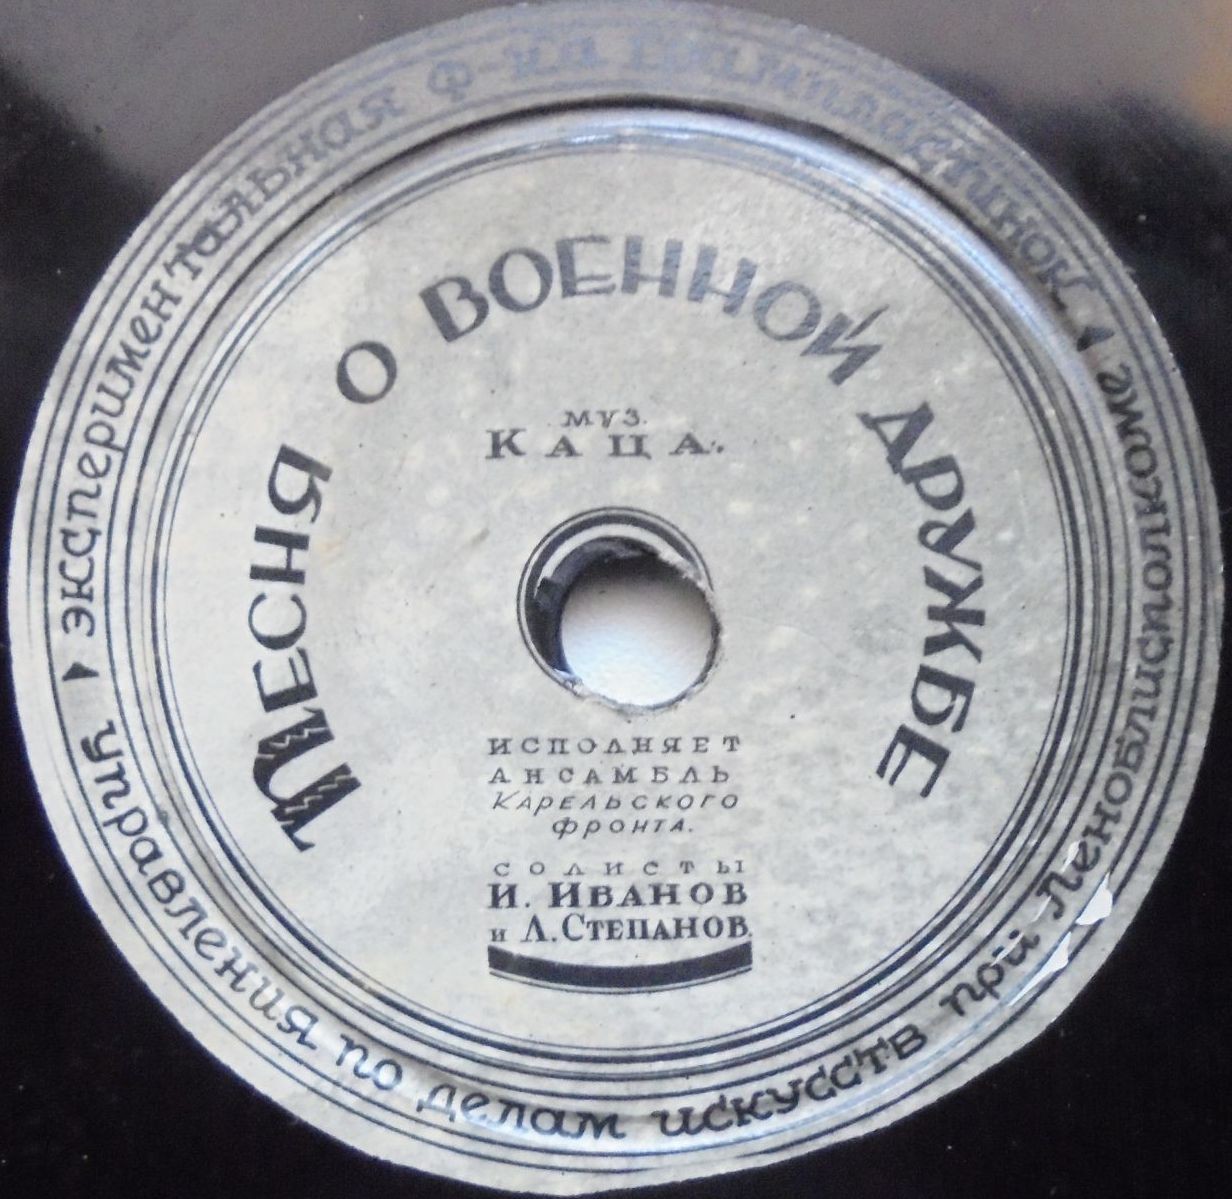 экспериментальная ф-ка грампластинок
управления по делам искусств при Леноблисполкоме
ПЕСНЯ О ВОЕННОЙ ДРУЖБЕ
МУЗ.
КАЦА.
ИСПОЛНЯЕТ
АНСАМБЛЬ
КАРЕЛЬСКОГО
ФРОНТА.
СОЛИСТЫ
И. ИВАНОВ
и Л. СТЕПАНОВ.